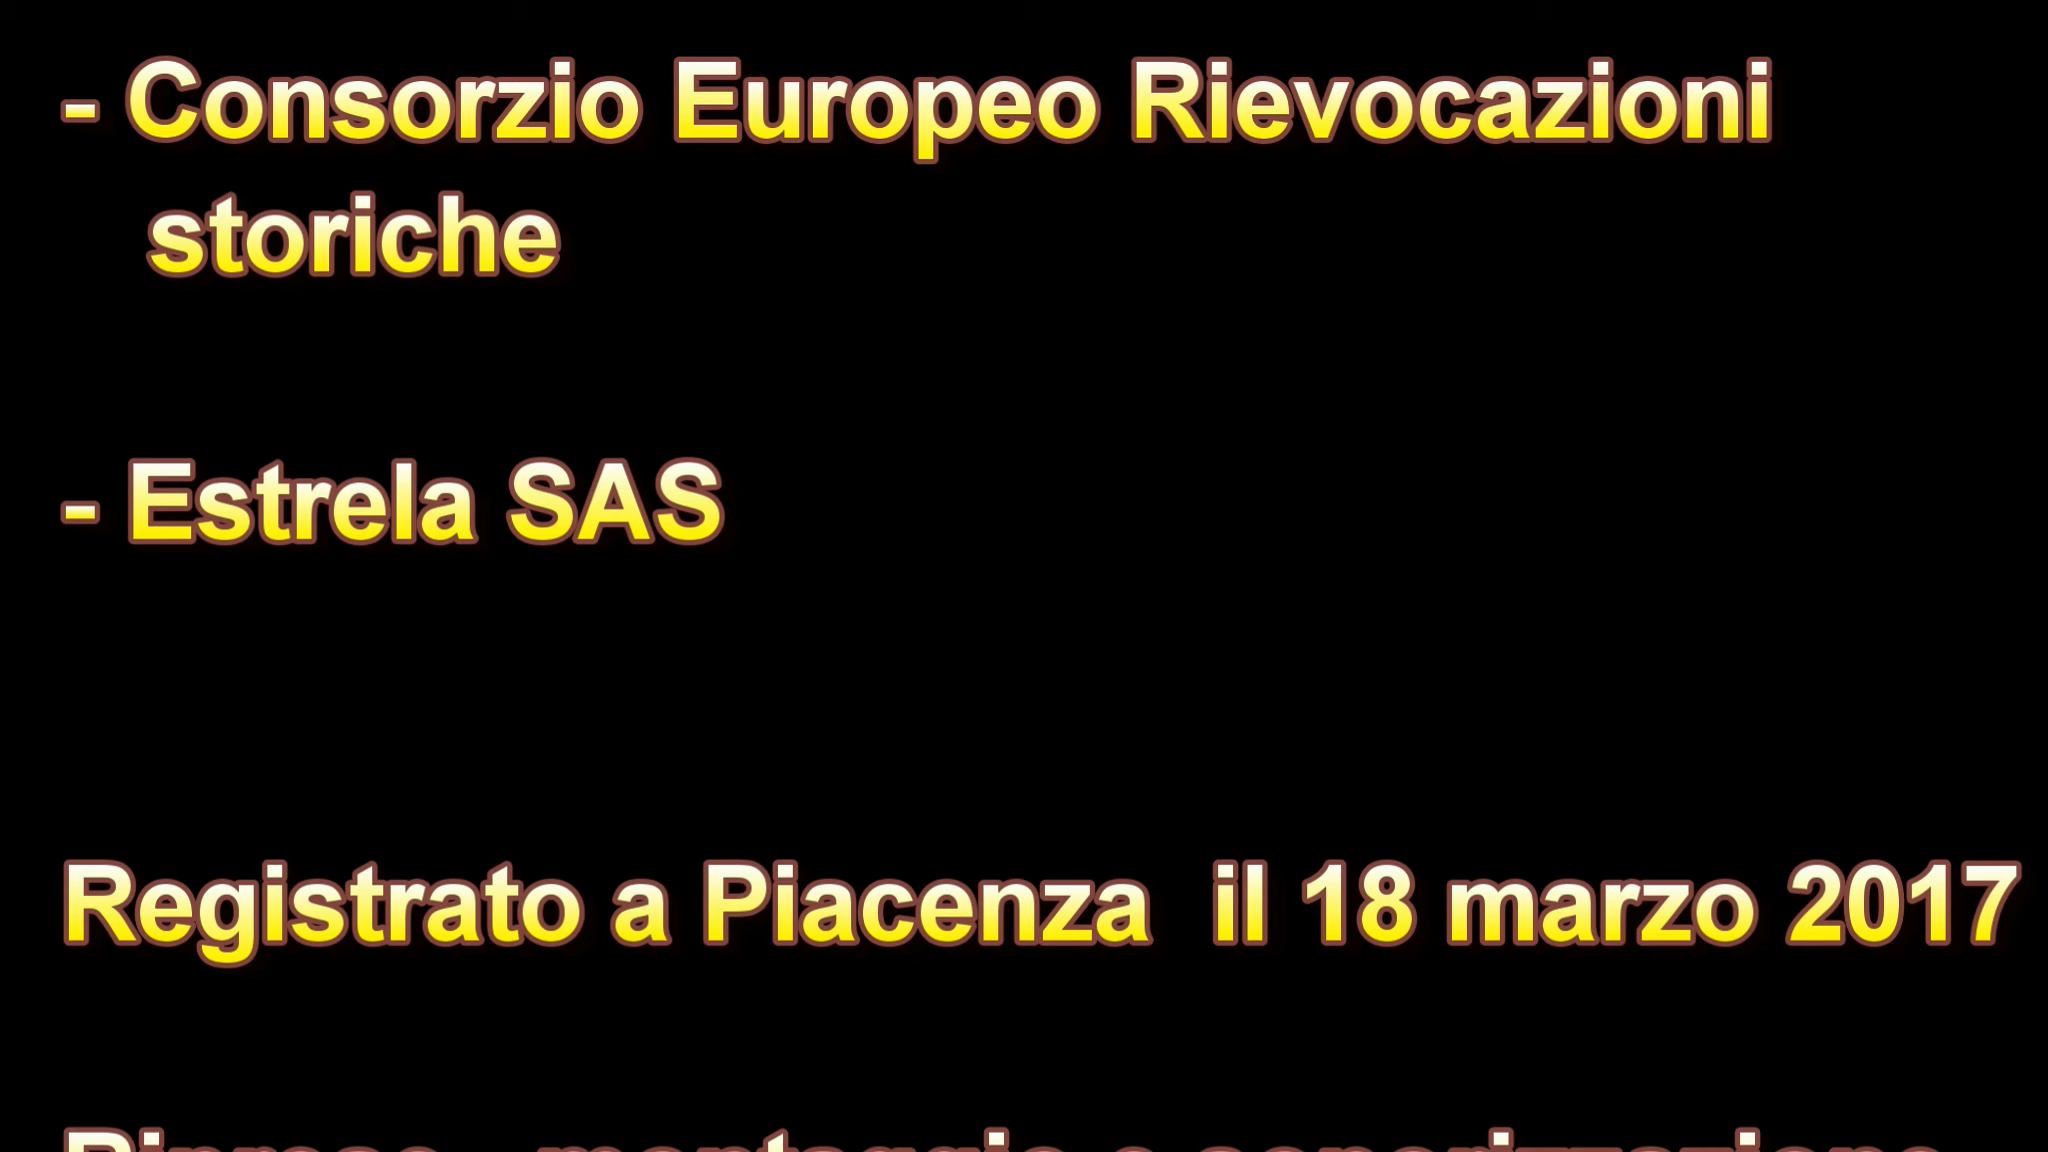 - Consorzio Europeo Rievocazioni
storiche
- Estrela SAS
Registrato a Piacenza  il 18 marzo 2017